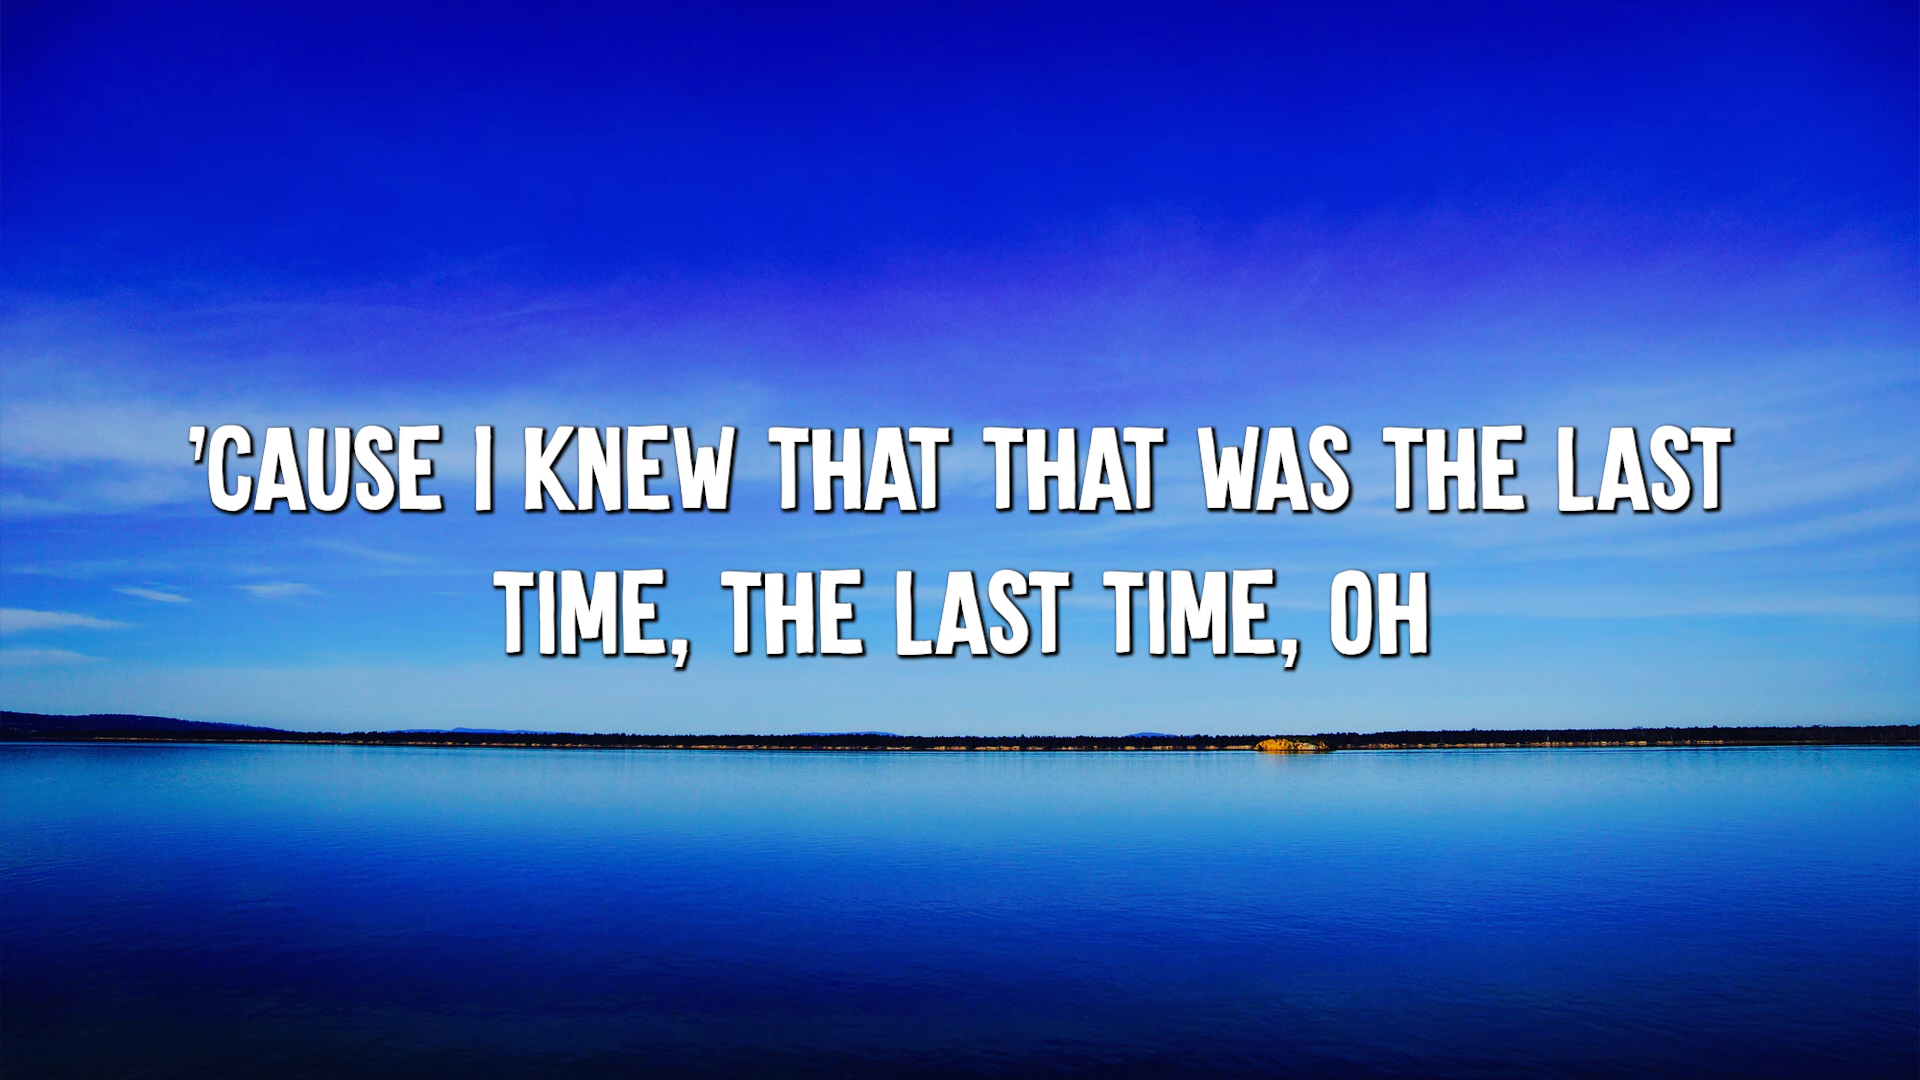 'CAUSE I KNEW THAT THAT WAS THE LAST
TIME, THE LAST TIME, OH